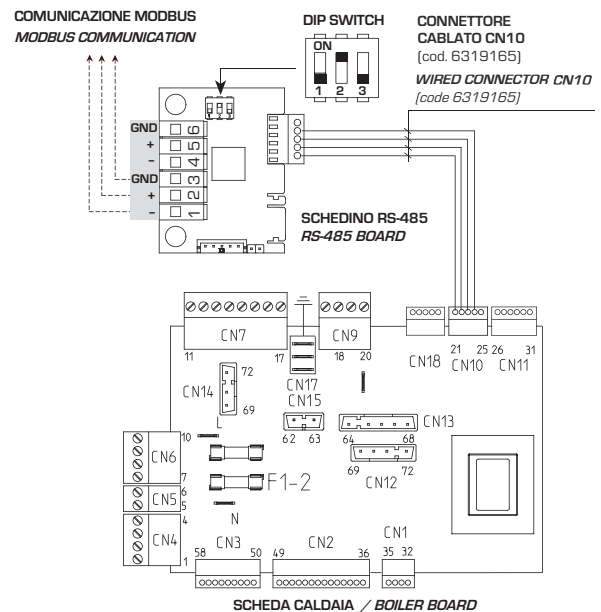 COMUNICAZIONE MODBUS
MODBUS COMMUNICATION
DIP SWITCH
ON
1 2 3
CONNETTORE
CABLATO CN10
(cod. 6319165)
WIRED CONNECTOR CN10
(code 6319165)
GND 6
+ 5
- 4
GND 3
+ 2
- 1
SCHEDINO RS-485
RS-485 BOARD
CN7
11 17
CN9
18 20
CN18
21 25
CN10
26 31
CN11
CN17
CN14
72
69
CN15
62 63
CN13
64 68
CN12
69 72
L
F1-2
N
10
CN6
7
6
CN5
5
4
CN4
1
58 CN3 50
49 CN2 36
CN1
35 32
SCHEDA CALDAIA / BOILER BOARD